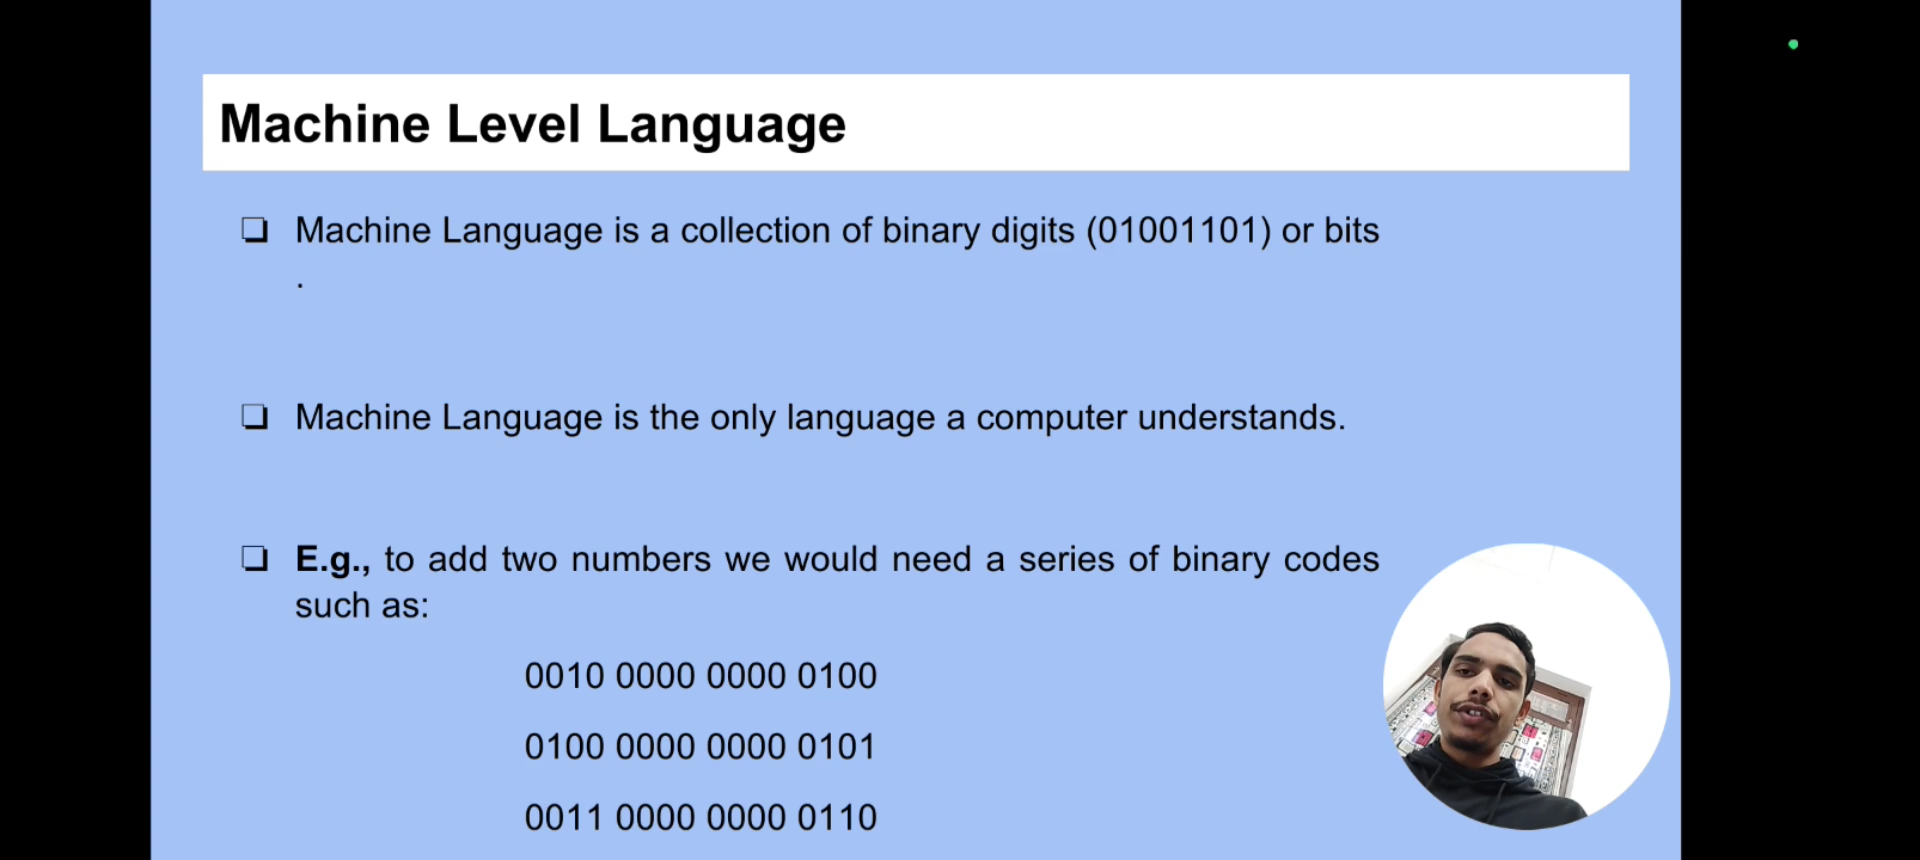 Machine Level Language
❏ Machine Language is a collection of binary digits (01001101) or bits
.
❏ Machine Language is the only language a computer understands.
❏ E.g., to add two numbers we would need a series of binary codes
such as:
0010 0000 0000 0100
0100 0000 0000 0101
0011 0000 0000 0110